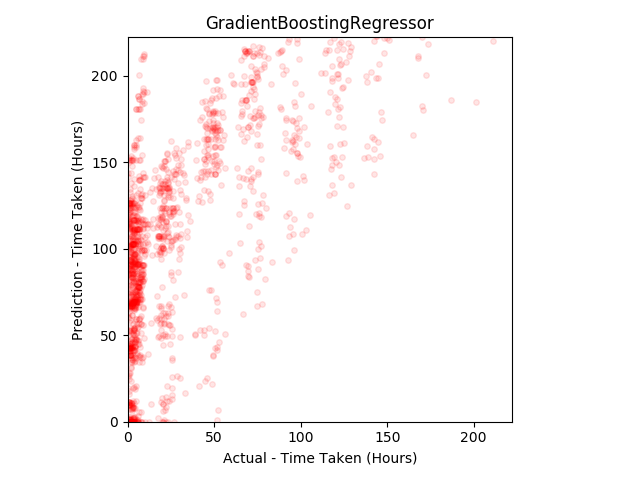 GradientBoostingRegressor
200
150
100
50
0
Prediction - Time Taken (Hours)
0 50 100 150 200
Actual - Time Taken (Hours)